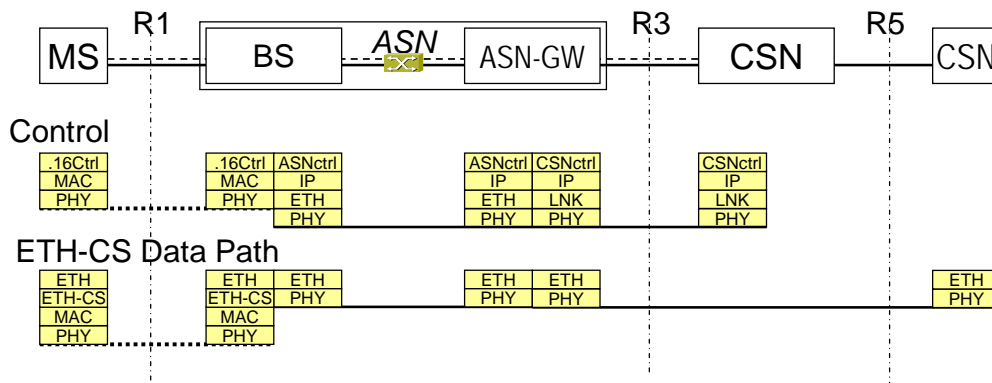 R1 R3 R5
MS BS ASN ASN-GW CSN CSN
Control
.16Ctrl .16Ctrl ASNctrl ASNctrl CSNctrl CSNctrl
MAC MAC IP IP IP IP
PHY PHY ETH ETH LNK LNK
PHY PHY PHY PHY
ETH-CS Data Path
ETH ETH ETH ETH ETH ETH
ETH-CS ETH-CS PHY PHY PHY PHY
MAC MAC
PHY PHY